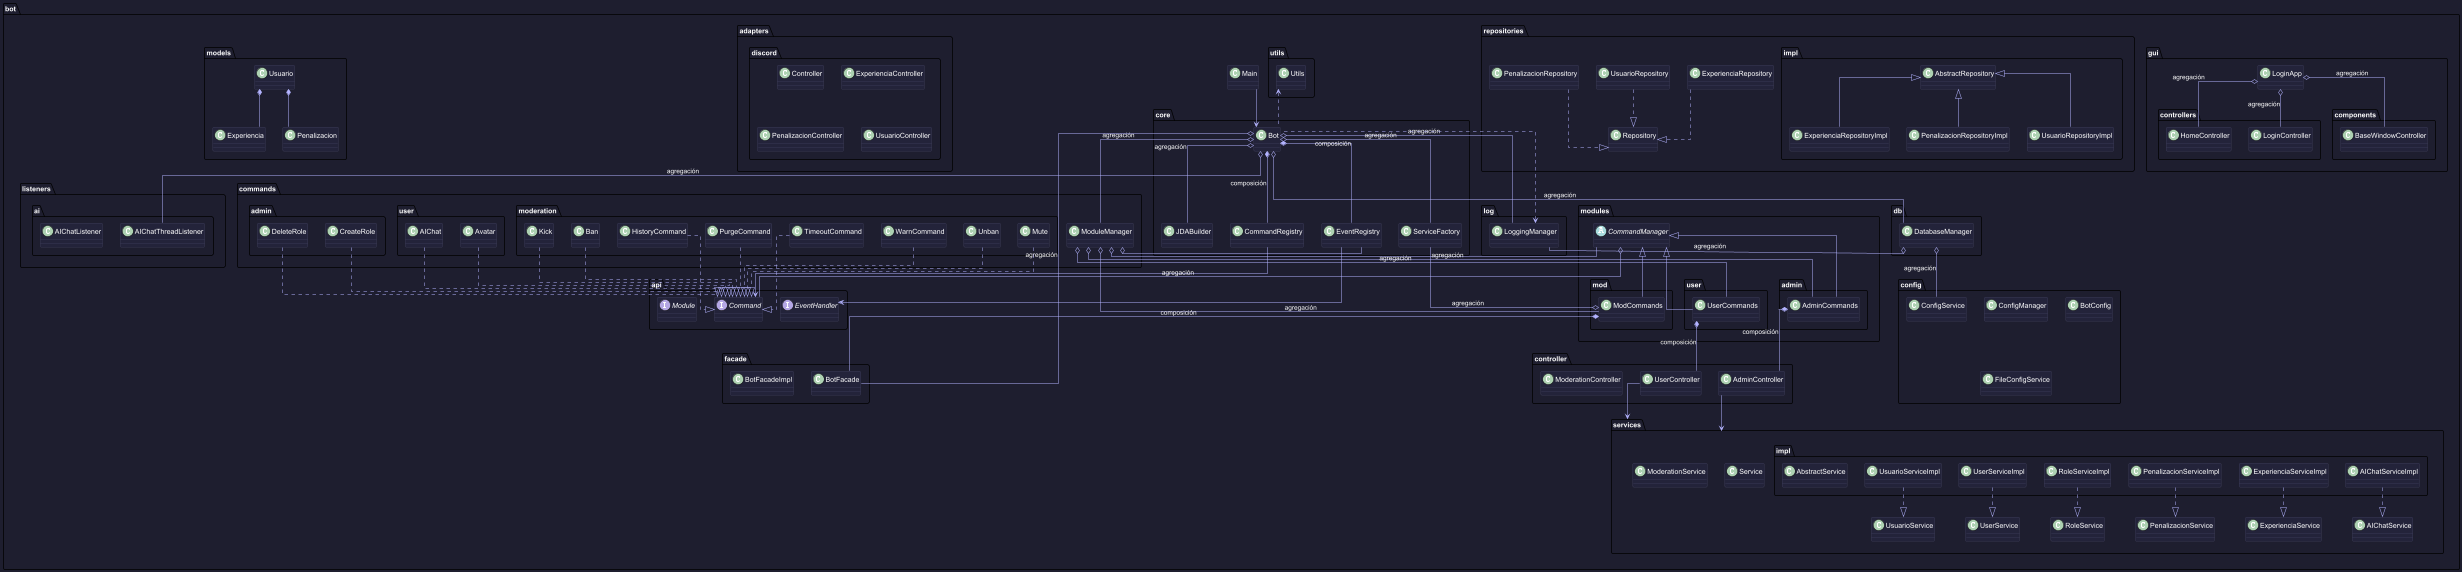 bot
adapters
repositories
models
discord
utils
impl
gui
C Usuario
C Controller
C ExperienciaController
C Main
C Utils
C PenalizacionRepository
C UsuarioRepository
C ExperienciaRepository
C AbstractRepository
C LoginApp
agregación
agregación
agregación
core
controllers
components
C Experiencia
C Penalizacion
C PenalizacionController
C UsuarioController
C Bot
agregación
agregación
agregación
agregación
composición
C Repository
C ExperienciaRepositoryImpl
C PenalizacionRepositoryImpl
C UsuarioRepositoryImpl
C HomeController
C LoginController
C BaseWindowController
agregación
composición
agregación
listeners
commands
ai
admin
user
moderation
log
modules
db
C AIChatListener
C AIChatThreadListener
C DeleteRole
C CreateRole
C AIChat
C Avatar
C Kick
C Ban
C HistoryCommand
C PurgeCommand
C TimeoutCommand
C WarnCommand
C Unban
C Mute
C ModuleManager
C JDABuilder
C CommandRegistry
C EventRegistry
C ServiceFactory
C LoggingManager
A CommandManager
C DatabaseManager
agregación
agregación
agregación
agregación
agregación
agregación
api
mod
user
admin
config
I Module
I Command
I EventHandler
C ModCommands
C UserCommands
C AdminCommands
C ConfigService
C ConfigManager
C BotConfig
agregación
composición
composición
composición
facade
controller
C BotFacadeImpl
C BotFacade
C ModerationController
C UserController
C AdminController
C FileConfigService
services
impl
C ModerationService
C Service
C AbstractService
C UsuarioServiceImpl
C UserServiceImpl
C RoleServiceImpl
C PenalizacionServiceImpl
C ExperienciaServiceImpl
C AIChatServiceImpl
C UsuarioService
C UserService
C RoleService
C PenalizacionService
C ExperienciaService
C AIChatService